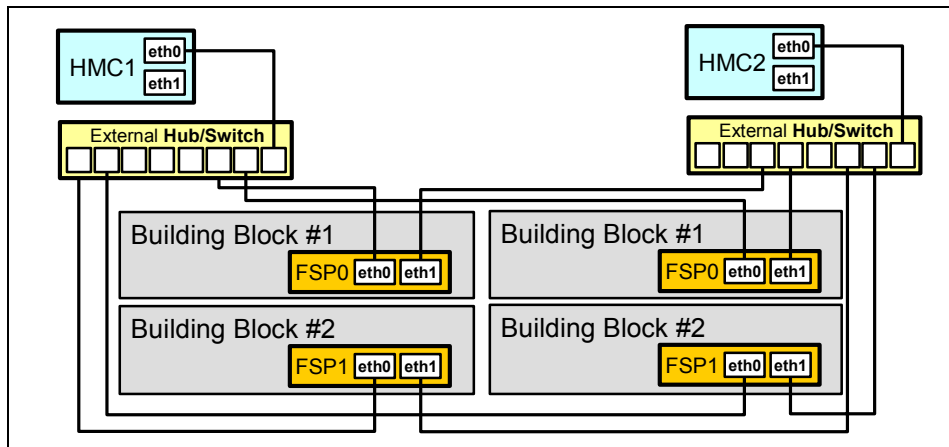 HMC1
eth0
eth1
HMC2
eth0
eth1
External Hub/Switch
External Hub/Switch
Building Block #1
FSP0 eth0 eth1
Building Block #1
FSP0 eth0 eth1
Building Block #2
FSP1 eth0 eth1
Building Block #2
FSP1 eth0 eth1